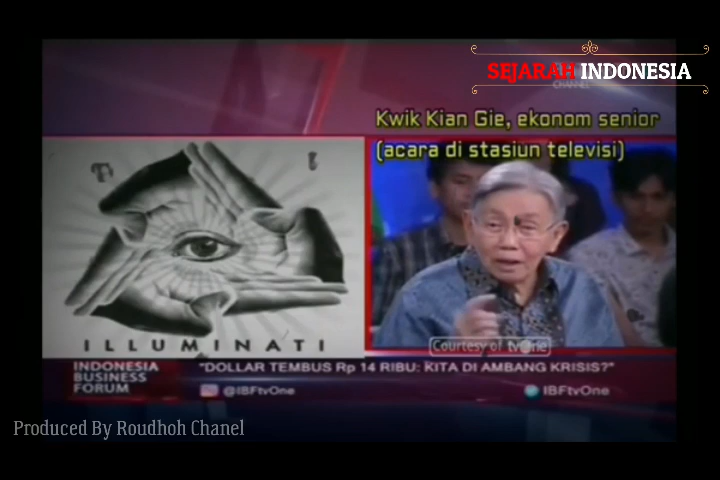 SEJARAH INDONESIA
CHANNEL
Kwik Kian Gie, ekonom senior
(acara di stasiun televisi)
ILLUMINATI
Courtesy of tvOne
INDONESIA
BUSINESS
FORUM
"DOLLAR TEMBUS Rp 14 RIBU: KITA DI AMBANG KRISIS?"
@IBFtvOne
IBFtvOne
Produced By Roudhoh Chanel